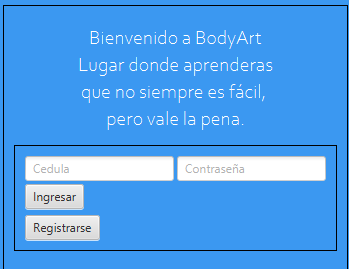 Bienvenido a BodyArt
Lugar donde aprenderas
que no siempre es fácil,
pero vale la pena.
Cedula Contraseña
Ingresar
Registrarse